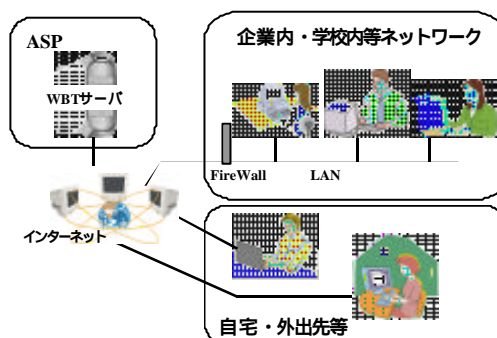 ASP
WBTサーバ
企業内・学校内等ネットワーク
FireWall
LAN
インターネット
自宅・外出先等